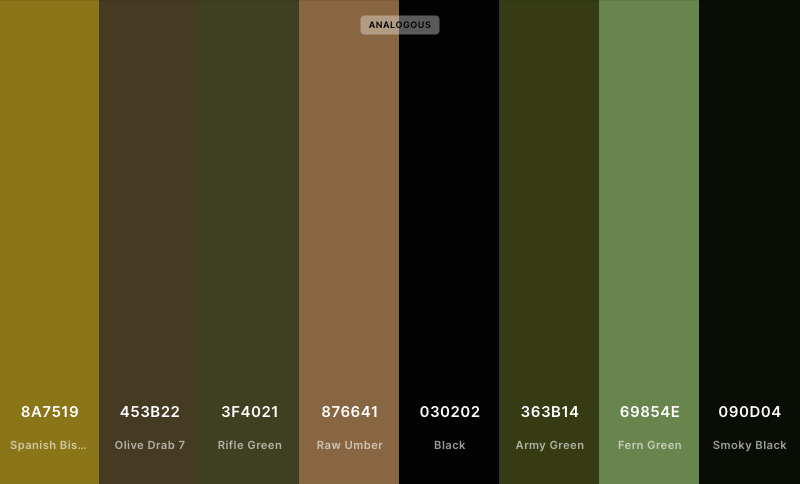 ANALOGOUS
8A7519 453B22 3F4021 876641 030202 363B14 69854E 090D04
Spanish Bis... Olive Drab 7 Rifle Green Raw Umber Black Army Green Fern Green Smoky Black